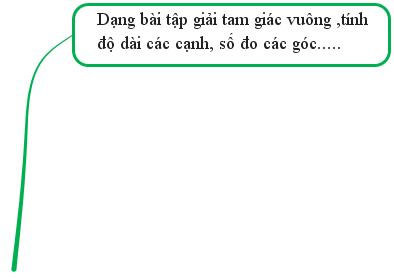 Dạng bài tập giải tam giác vuông ,tính
độ dài các cạnh, số đo các góc.....